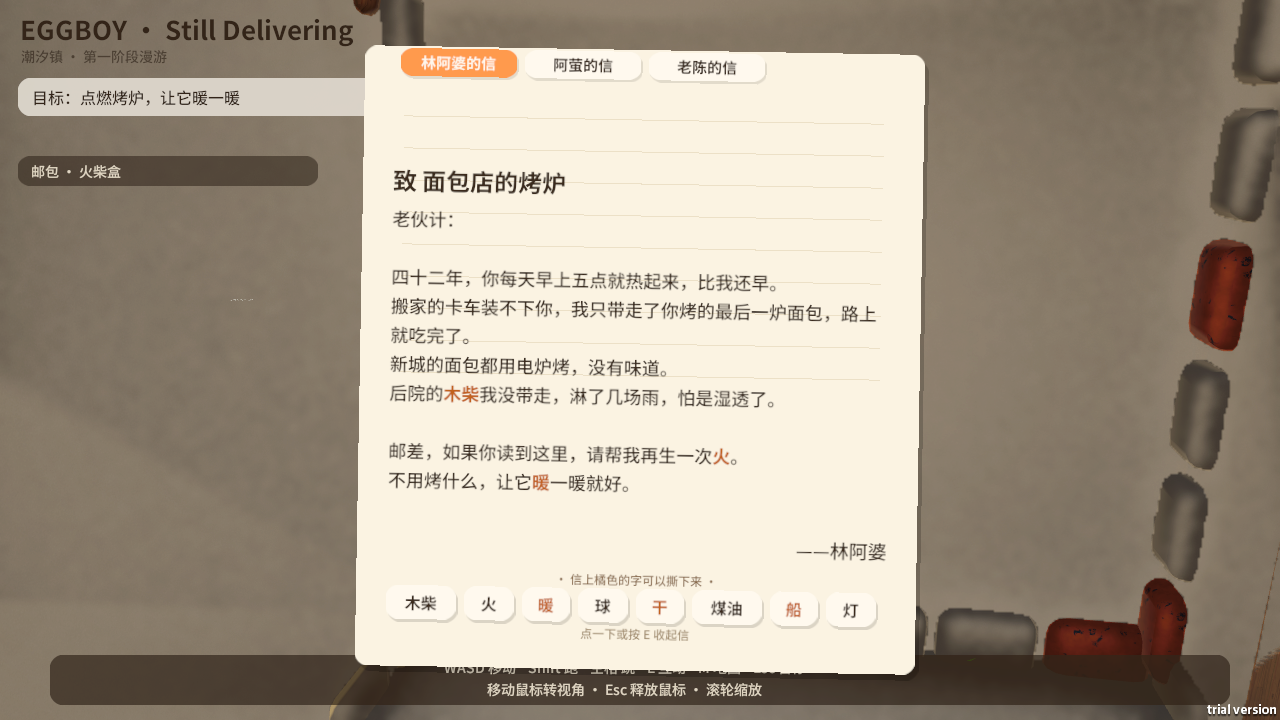 EGGBOY · Still Delivering
潮汐镇 · 第一阶段漫游
目标：点燃烤炉，让它暖一暖
邮包 · 火柴盒
林阿婆的信
阿萤的信
老陈的信
致 面包店的烤炉
老伙计：
四十二年，你每天早上五点就热起来，比我还早。
搬家的卡车装不下你，我只带走了你烤的最后一炉面包，路上
就吃完了。
新城的面包都用电炉烤，没有味道。
后院的木柴我没带走，淋了几场雨，怕是湿透了。
邮差，如果你读到这里，请帮我再生一次火。
不用烤什么，让它暖一暖就好。
——林阿婆
· 信上橘色的字可以撕下来 ·
木柴
火
暖
球
干
煤油
船
灯
点一下或按 E 收起信
移动鼠标转视角 · Esc 释放鼠标 · 滚轮缩放
trial version